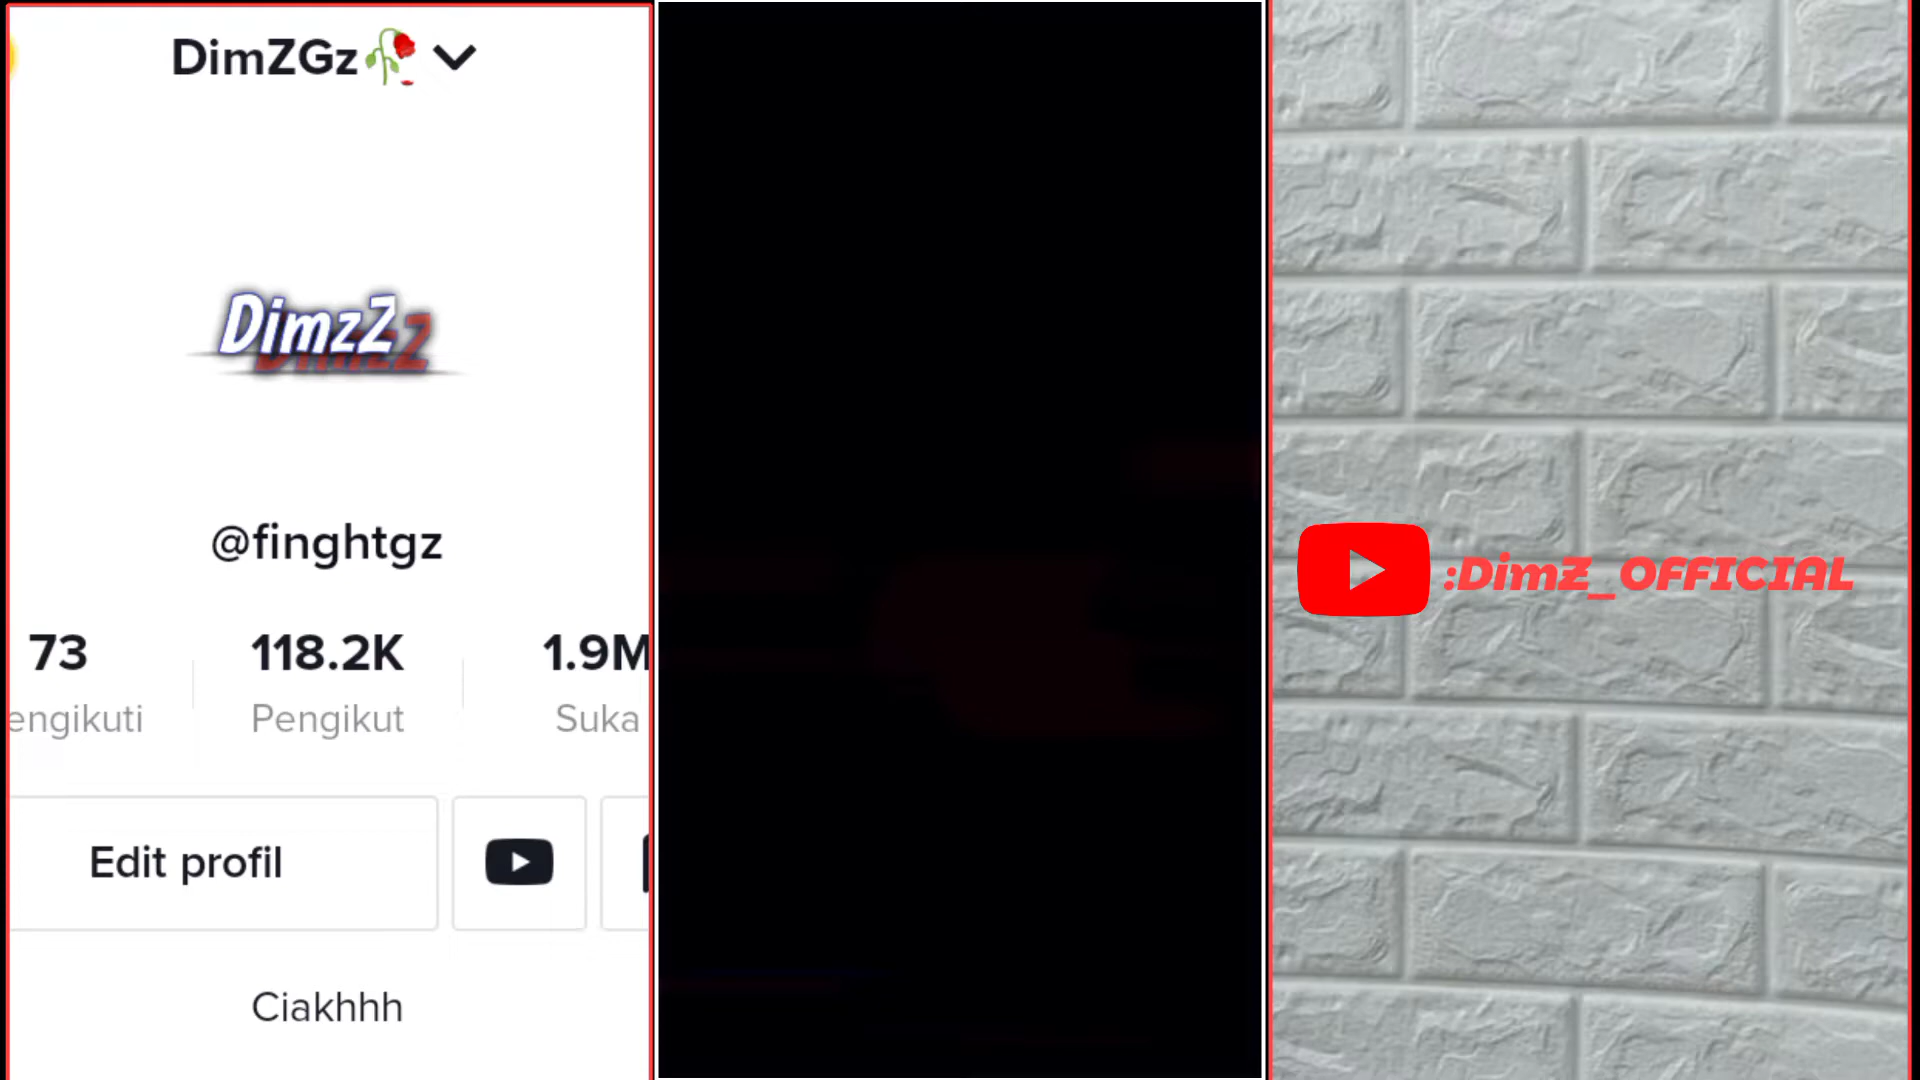 DimZGz🥀
DimzZ
@finghtgz
73 118.2K 1.9M
engikuti Pengikut Suka
Edit profil
Ciakhhh
:DimZ_OFFICIAL